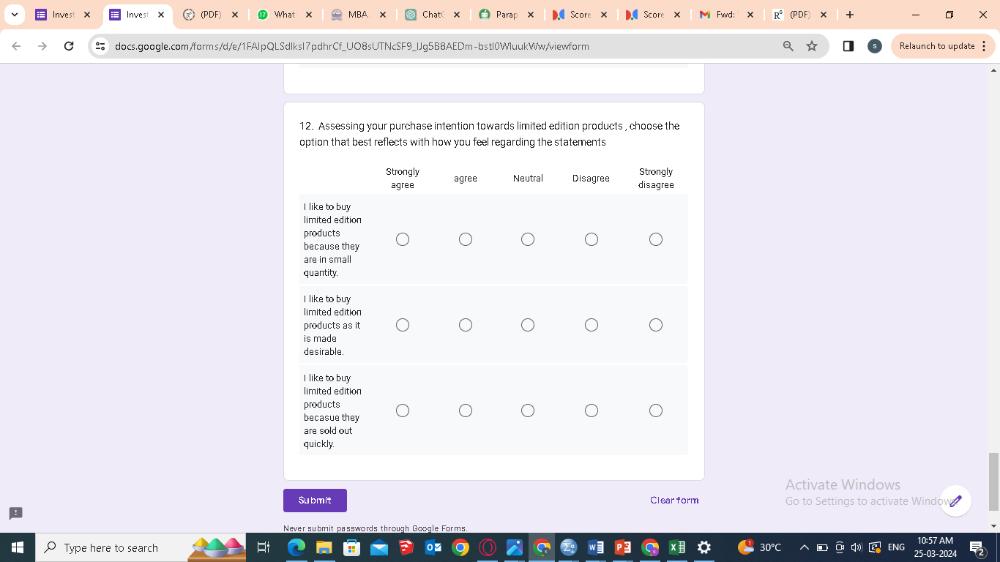 Invest
Invest
(PDF)
What
MBA
Chat
Parap
Score
Score
Fwd:
(PDF)
docs.google.com/forms/d/e/1FAIpQLSdlksl7pdhrCf_UO8sUTNcSF9_IJg5B8AEDm-bstl0WluukWw/viewform
S
Relaunch to update
12. Assessing your purchase intention towards limited edition products , choose the
option that best reflects with how you feel regarding the statements
Strongly
agree
agree
Neutral
Disagree
Strongly
disagree
I like to buy
limited edition
products
because they
are in small
quantity.
I like to buy
limited edition
products as it
is made
desirable.
I like to buy
limited edition
products
becasue they
are sold out
quickly.
Submit
Clear form
Never submit passwords through Google Forms.
Activate Windows
Go to Settings to activate Windows.
Type here to search
30°C
ENG
10:57 AM
25-03-2024
2